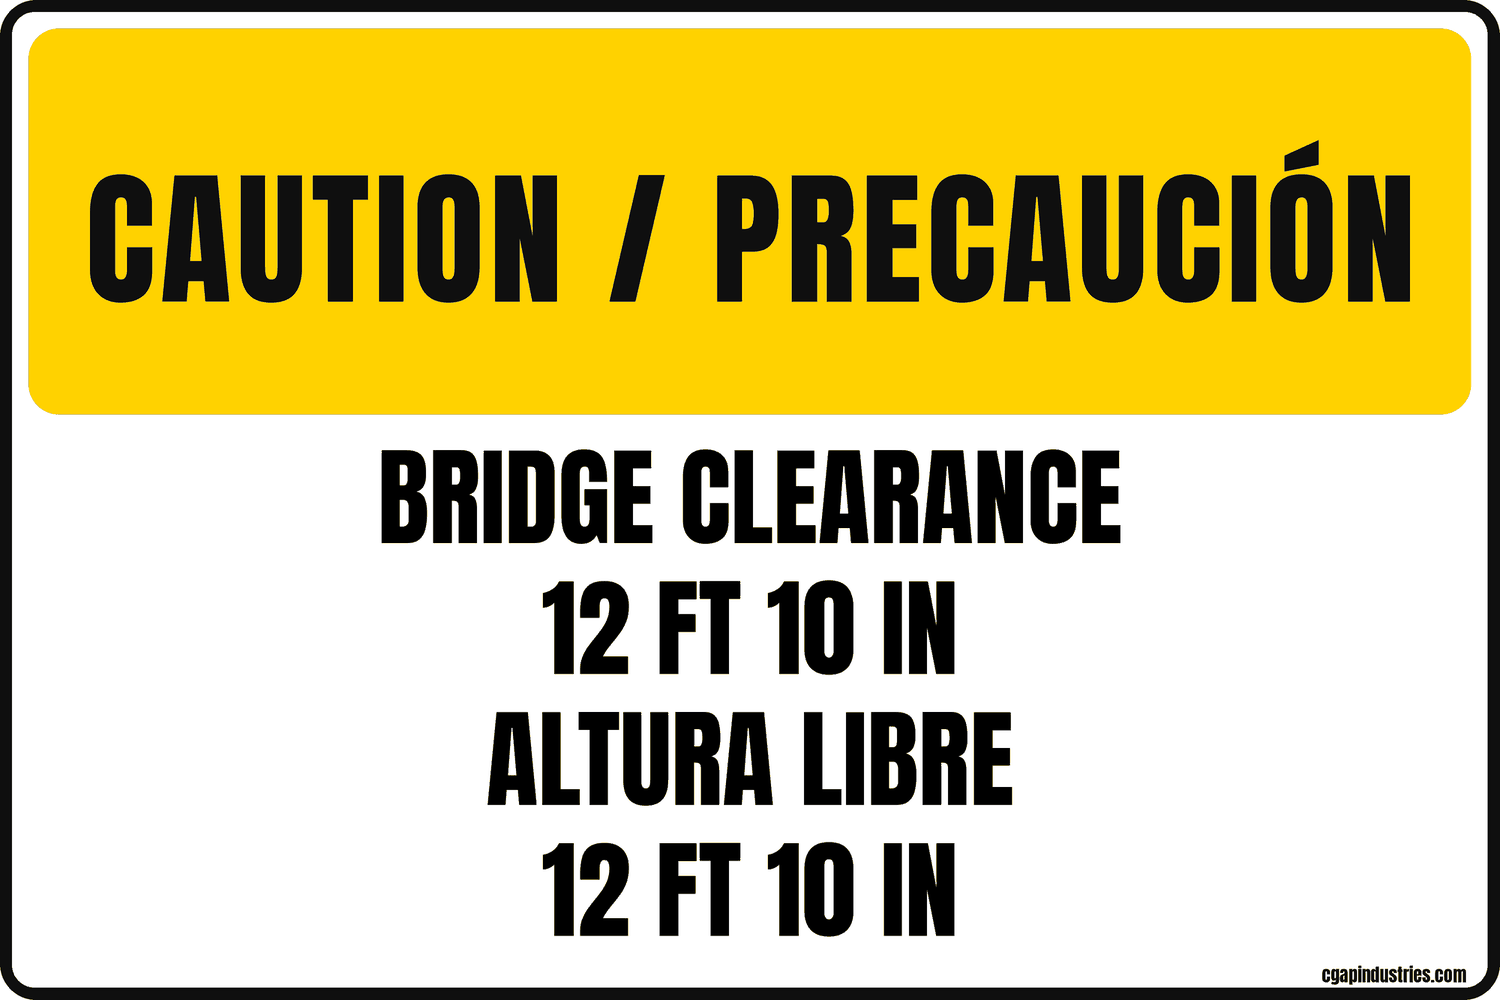 CAUTION / PRECAUCIÓN
BRIDGE CLEARANCE
12 FT 10 IN
ALTURA LIBRE
12 FT 10 IN
cgapindustries.com